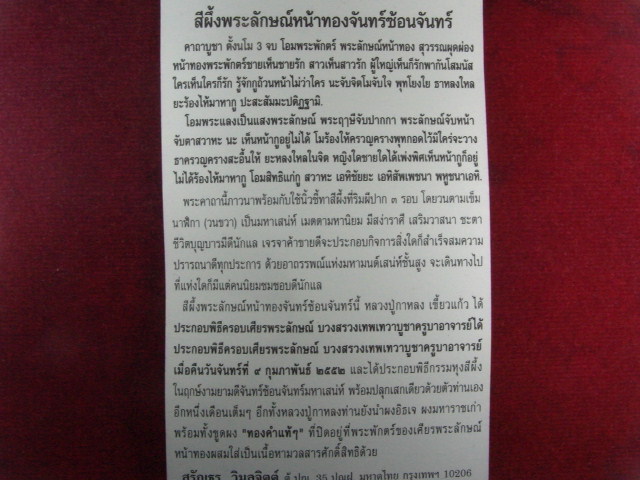 สีผึ้งพระลักษณ์หน้าทองจันทร์ซ้อนจันทร์
คาถาบูชา ตั้งนโม 3 จบ โอมพระพักตร์ พระลักษณ์หน้าทอง สุวรรณผุดผ่อง
หน้าทองพระพักตร์ชายเห็นชายรัก สาวเห็นสาวรัก ผู้ใหญ่เห็นก็รักพากันโสมนัส
ใครเห็นใครก็รัก รู้จักกูถ้วนหน้าไม่ว่าใคร นะจับจิตโมจับใจ พุทโยงใย ธาหลงใหล
ยะร้องไห้มาหากู ปะสะสัมมะปติฏฐามิ.
โอมพระแลงเป็นแสงพระลักษณ์ พระฤาษีจับปากกา พระลักษณ์จับหน้า
จับตาสวาหะ นะ เห็นหน้ากูอยู่ไม่ได้ โมร้องไห้ครวญครางพุทกอดไว้มิใคร่จะวาง
ธาครวญครางสะอื้นให้ ยะหลงใหลในจิต หญิงใดชายใดได้เพ่งพิศเห็นหน้ากูก็อยู่
ไม่ได้ร้องไห้มาหากู โอมสิทธิแก่กู สวาหะ เอหิชัยยะ เอหิสัพเพชนา พหูชนาเอหิ.
พระคาถานี้ภาวนาพร้อมกับใช้นิ้วชี้ทาสีผึ้งที่ริมฝีปาก ๓ รอบ โดยวนตามเข็ม
นาฬิกา (วนขวา) เป็นมหาเสน่ห์ เมตตามหานิยม มีสง่าราศี เสริมวาสนา ชะตา
ชีวิตบุญบารมีดีนักแล เจรจาค้าขายดีจะประกอบกิจการสิ่งใดก็สำเร็จสมความ
ปรารถนาดีทุกประการ ด้วยอาถรรพณ์แห่งมหามนต์เสน่ห์ชั้นสูง จะเดินทางไป
ที่แห่งใดก็มีแต่คนนิยมชมชอบดีนักแล
สีผึ้งพระลักษณ์หน้าทองจันทร์ซ้อนจันทร์นี้ หลวงปู่กาหลง เขี้ยวแก้ว ได้
ประกอบพิธีครอบเศียรพระลักษณ์ บวงสรวงเทพเทวาบูชาครูบาอาจารย์ได้
ประกอบพิธีครอบเศียรพระลักษณ์ บวงสรวงเทพเทวาบูชาครูบาอาจารย์
เมื่อคืนวันจันทร์ที่ ๙ กุมภาพันธ์ ๒๕๕๒ และได้ประกอบพิธีกรรมหุงสีผึ้ง
ในฤกษ์งามยามดีจันทร์ซ้อนจันทร์มหาเสน่ห์ พร้อมปลุกเสกเดียวด้วยตัวท่านเอง
อีกหนึ่งเดือนเต็มๆ อีกทั้งหลวงปู่กาหลงท่านยังนำผงอิธเจ ผงมหาราชเก่า
พร้อมทั้งขูดผง "ทองคำแท้ๆ" ที่ปิดอยู่ที่พระพักตร์ของเศียรพระลักษณ์
หน้าทองผสมใส่เป็นเนื้อหามวลสารศักดิ์สิทธิ์ด้วย
35 ปณฝ. มหาดไทย กรุงเทพฯ 10206